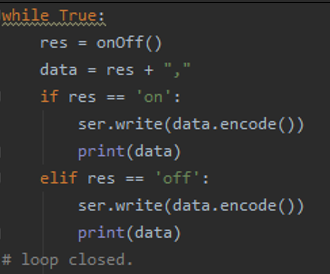 while True:
    res = onOff()
    data = res + ","
    if res == 'on':
        ser.write(data.encode())
        print(data)
    elif res == 'off':
        ser.write(data.encode())
        print(data)
# loop closed.